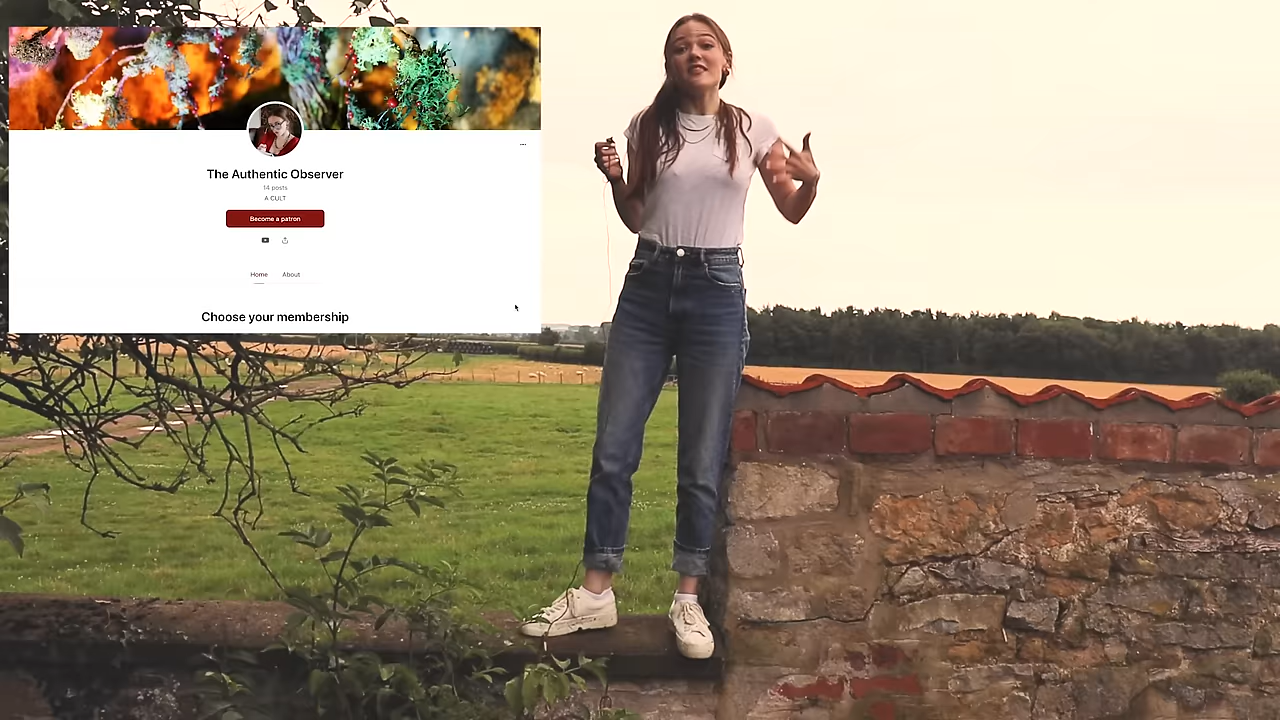 The Authentic Observer
14 posts
A CULT
Become a patron
Home About
Choose your membership